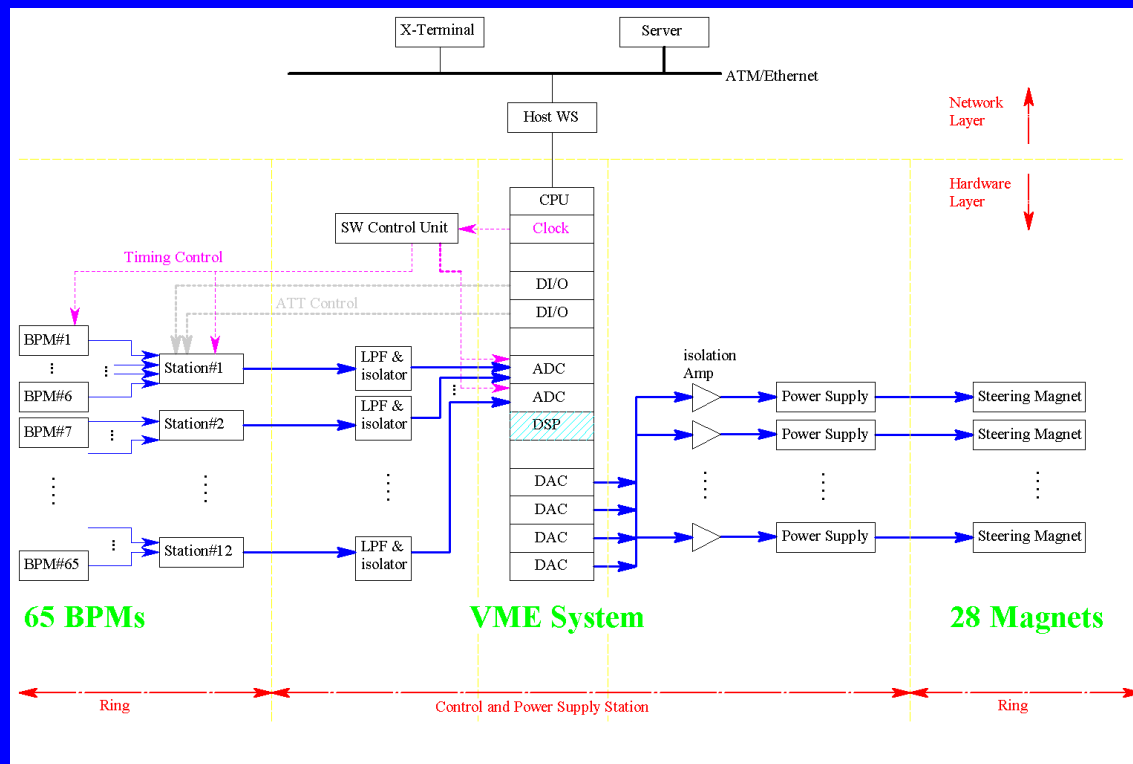 X-Terminal
Server
ATM/Ethernet
Network
Layer
Host WS
Hardware
Layer
CPU
SW Control Unit
Clock
Timing Control
DI/O
ATT Control
DI/O
BPM#1
LPF &
isolator
isolation
Amp
Station#1
ADC
BPM#6
LPF &
isolator
ADC
Power Supply
Steering Magnet
BPM#7
Station#2
DSP
Power Supply
Steering Magnet
DAC
DAC
DAC
Power Supply
Steering Magnet
BPM#65
Station#12
LPF &
isolator
DAC
65 BPMs
VME System
28 Magnets
Ring
Control and Power Supply Station
Ring